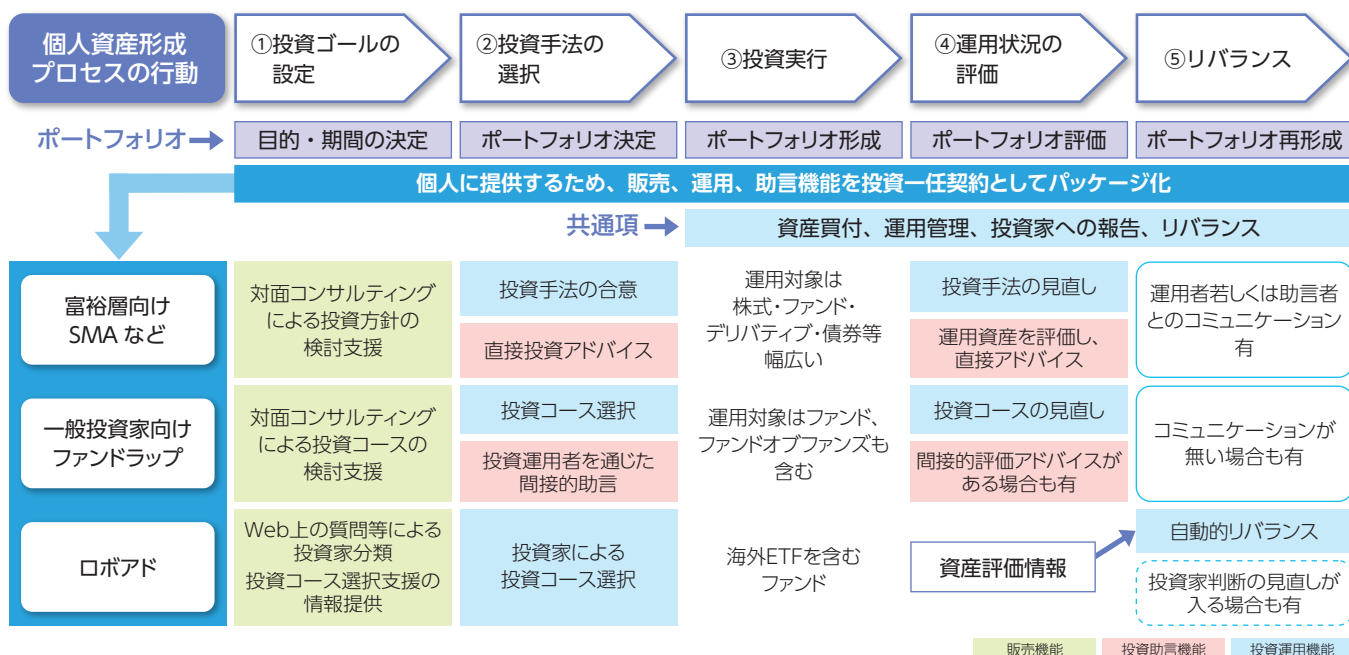 個人資産形成
プロセスの行動
①投資ゴールの
設定
②投資手法の
選択
③投資実行
④運用状況の
評価
⑤リバランス
ポートフォリオ
目的・期間の決定
ポートフォリオ決定
ポートフォリオ形成
ポートフォリオ評価
ポートフォリオ再形成
個人に提供するため、販売、運用、助言機能を投資一任契約としてパッケージ化
共通項
資産買付、運用管理、投資家への報告、リバランス
富裕層向け
SMA など
対面コンサルティング
による投資方針の
検討支援
投資手法の合意
直接投資アドバイス
運用対象は
株式・ファンド・
デリバティブ・債券等
幅広い
投資手法の見直し
運用資産を評価し、
直接アドバイス
運用者若しくは助言者
とのコミュニケーション
有
一般投資家向け
ファンドラップ
対面コンサルティング
による投資コースの
検討支援
投資コース選択
投資運用者を通じた
間接的助言
運用対象はファンド、
ファンドオブファンズも
含む
投資コースの見直し
間接的評価アドバイスが
ある場合も有
コミュニケーションが
無い場合も有
ロボアド
Web上の質問等による
投資家分類
投資コース選択支援の
情報提供
投資家による
投資コース選択
海外ETFを含む
ファンド
資産評価情報
自動的リバランス
投資家判断の見直しが
入る場合も有
販売機能
投資助言機能
投資運用機能